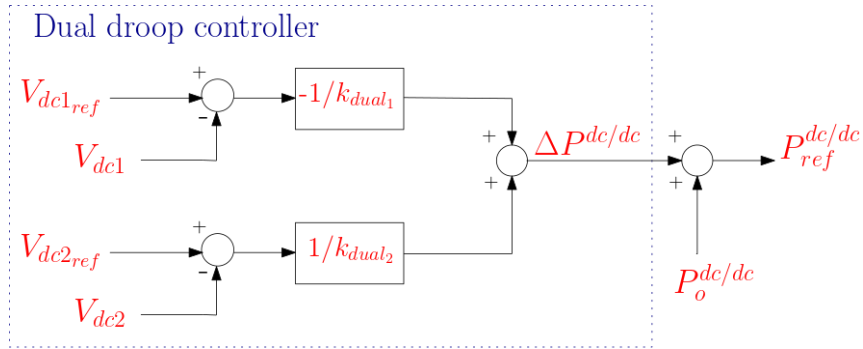 Dual droop controller
+
V_{dc1_{ref}}
-
-1/k_{dual_1}
V_{dc1}
+
+
ΔP^{dc/dc}
+
+
P_{ref}^{dc/dc}
+
V_{dc2_{ref}}
-
1/k_{dual_2}
V_{dc2}
P_o^{dc/dc}